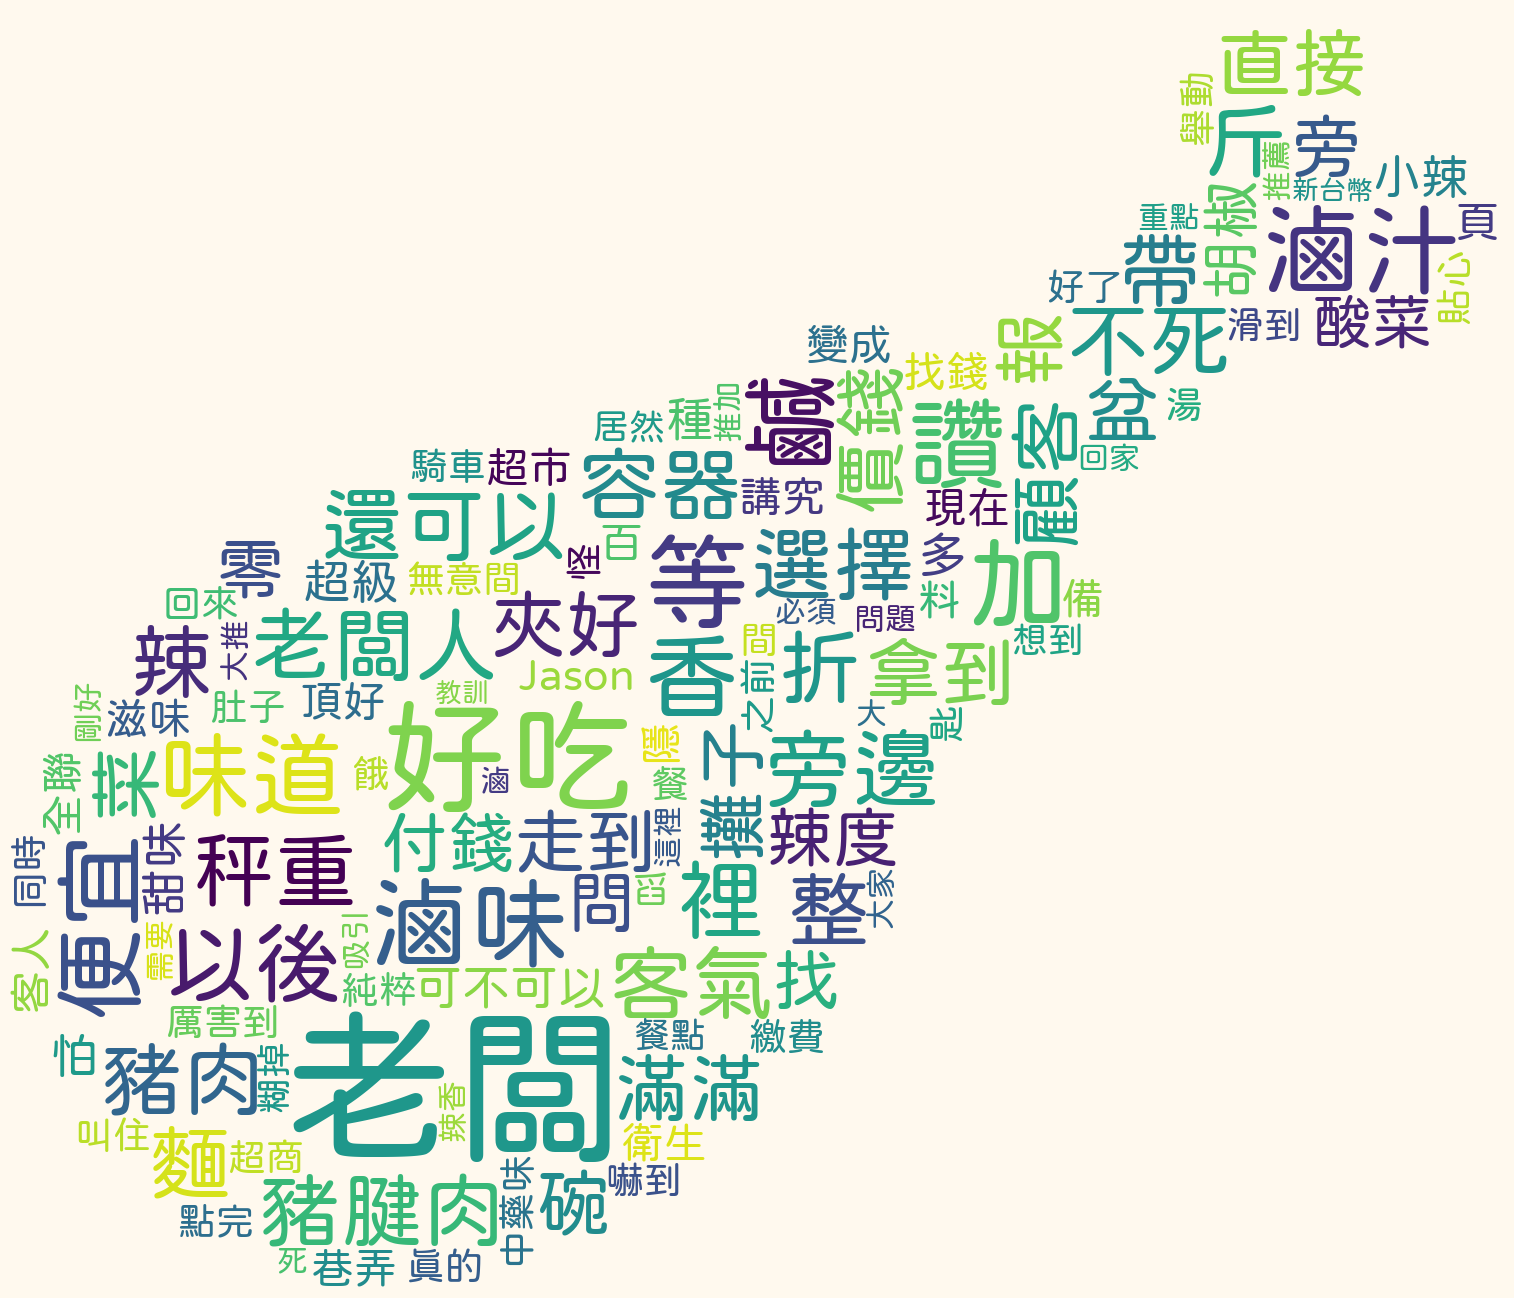 直接
舉動
斤
旁
推薦
新台幣
小辣
重點
胡椒
滷汁
頁
好了
帶
貼心
不死
滑到
酸菜
變成
找錢
報
盆
湯
居然
種
推加
鹹
價錢
讚
顧客
回家
騎車
超市
容器
講究
現在
還可以
百
怪
等
選擇
多
加
零
超級
無意間
必須
問題
料
備
回來
夾好
辣
大推
老闆人
香
間
折
拿到
想到
Jason
之前
教訓
剛好
滋味
肚子
頂好
大
匙
好吃
隱
子
旁邊
全聯
菜
味道
餓
滷
餐
攤
辣度
同時
便宜
甜味
秤重
付錢
走到
這裡
滷味
問
舀
裡
整
大家
客人
需要
以後
吸引
純粹
可不可以
客氣
找
厲害到
老闆
餐點
繳費
怕
豬肉
糊掉
辣香
滿滿
叫住
麵
超商
衛生
豬腱肉
中藥味
碗
嚇到
點完
死
巷弄
真的